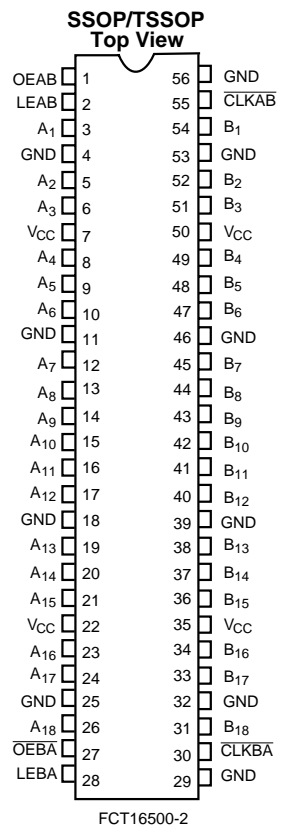 SSOP/TSSOP
Top View
OEAB 1 56 GND
LEAB 2 55 CLKAB
A1 3 54 B1
GND 4 53 GND
A2 5 52 B2
A3 6 51 B3
VCC 7 50 VCC
A4 8 49 B4
A5 9 48 B5
A6 10 47 B6
GND 11 46 GND
A7 12 45 B7
A8 13 44 B8
A9 14 43 B9
A10 15 42 B10
A11 16 41 B11
A12 17 40 B12
GND 18 39 GND
A13 19 38 B13
A14 20 37 B14
A15 21 36 B15
VCC 22 35 VCC
A16 23 34 B16
A17 24 33 B17
GND 25 32 GND
A18 26 31 B18
OEBA 27 30 CLKBA
LEBA 28 29 GND
FCT16500-2